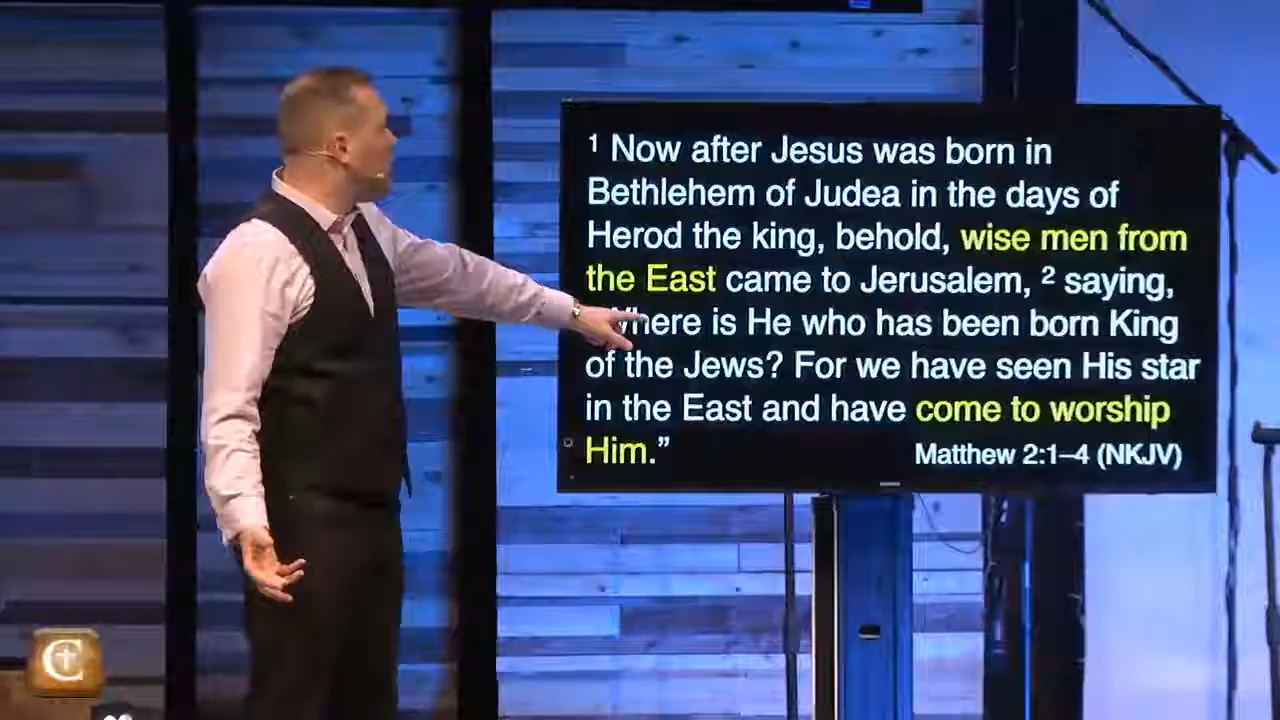 1 Now after Jesus was born in
Bethlehem of Judea in the days of
Herod the king, behold, wise men from
the East came to Jerusalem, 2 saying,
here is He who has been born King
of the Jews? For we have seen His star
in the East and have come to worship
Him.”
Matthew 2:1–4 (NKJV)
C